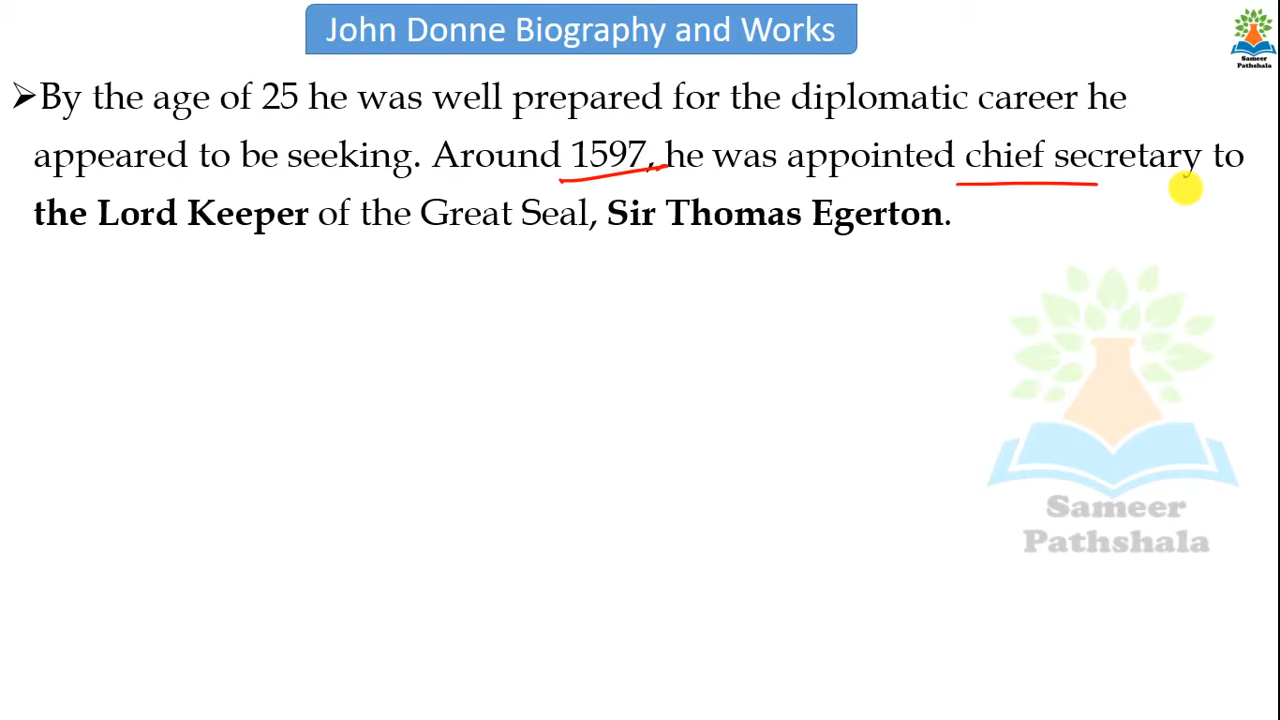 John Donne Biography and Works
Sameer
Pathshala
➢By the age of 25 he was well prepared for the diplomatic career he
appeared to be seeking. Around 1597, he was appointed chief secretary to
the Lord Keeper of the Great Seal, Sir Thomas Egerton.
Sameer
Pathshala